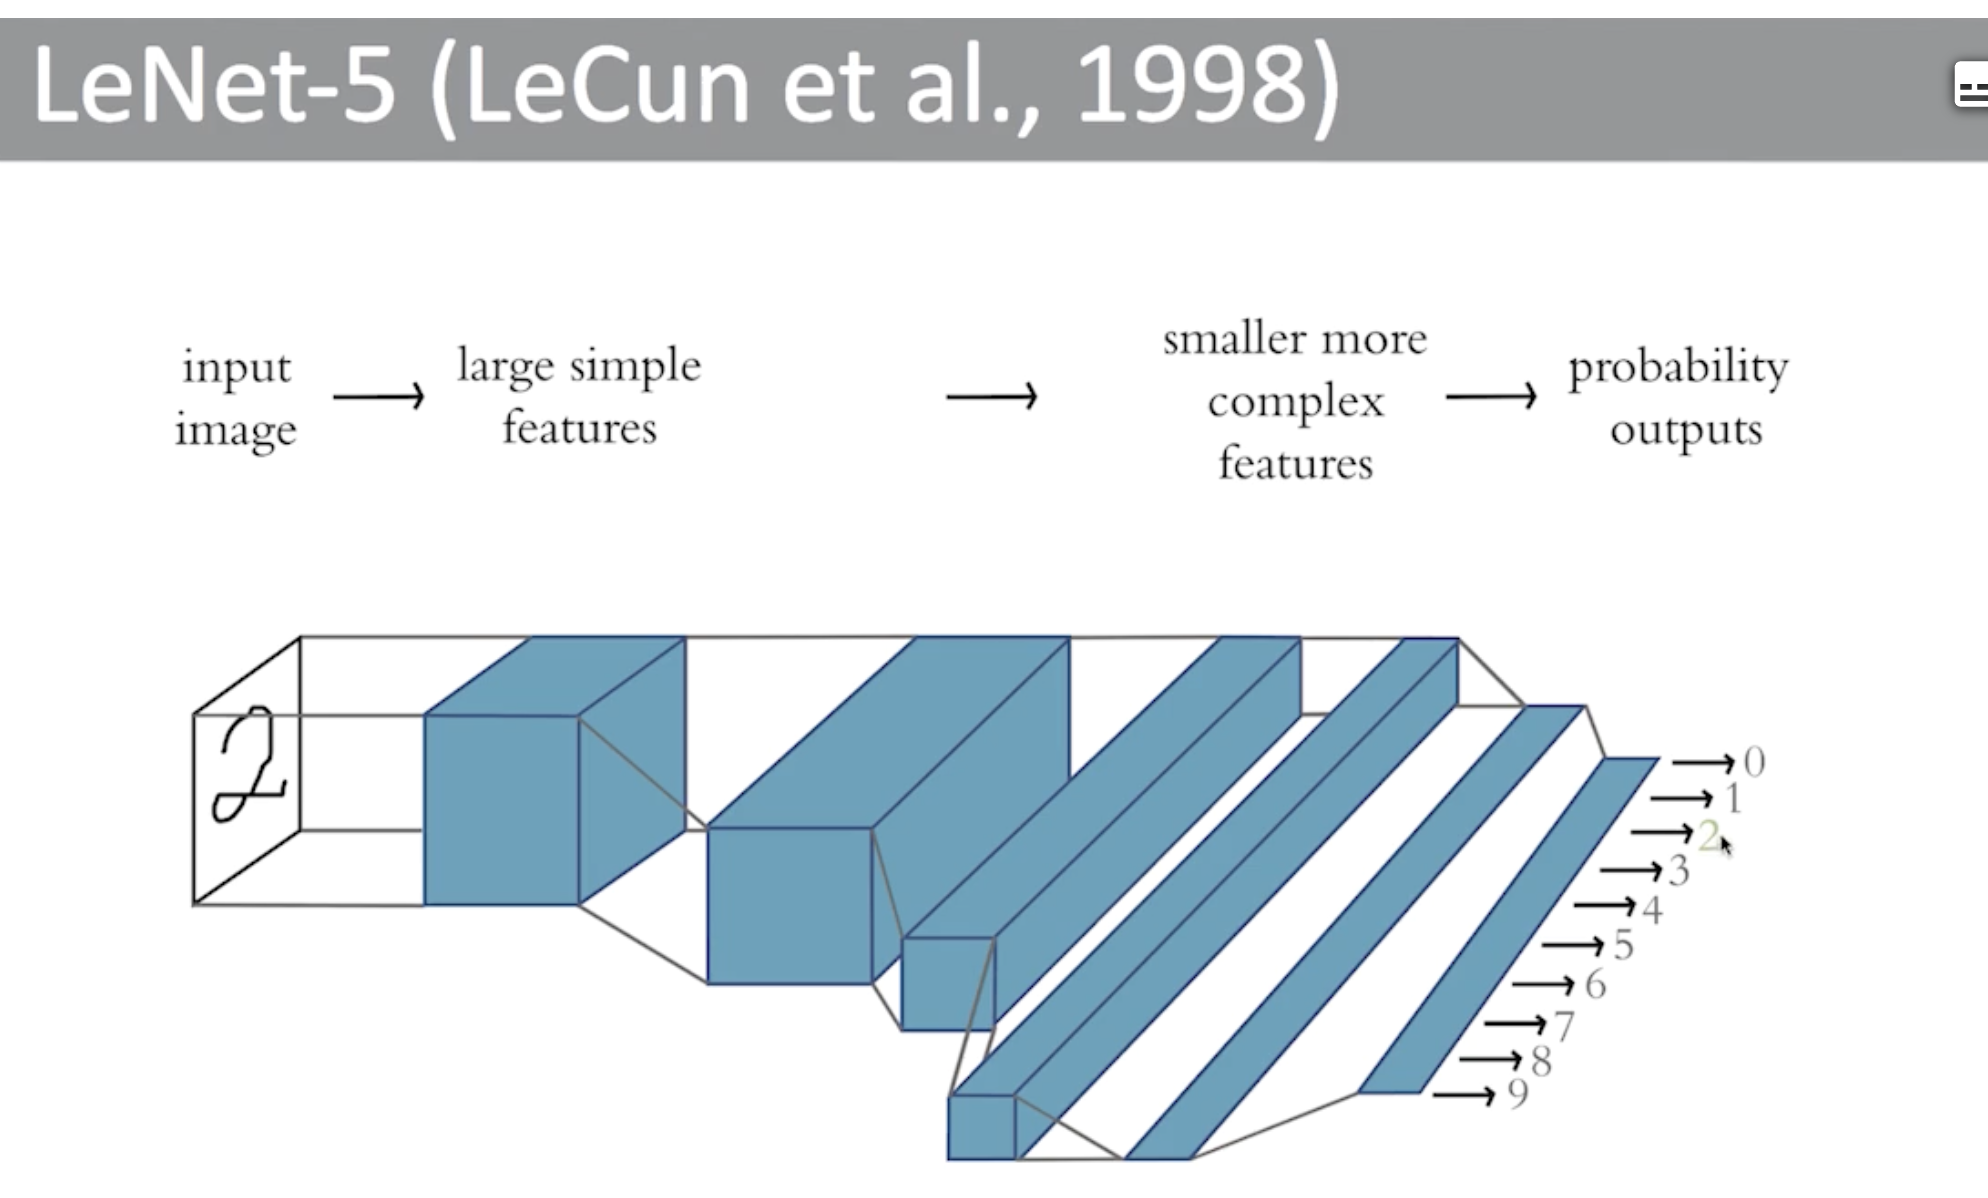 LeNet-5 (LeCun et al., 1998)
input
image
large simple
features
smaller more
complex
features
probability
outputs
2
0
1
2
3
4
5
6
7
8
9